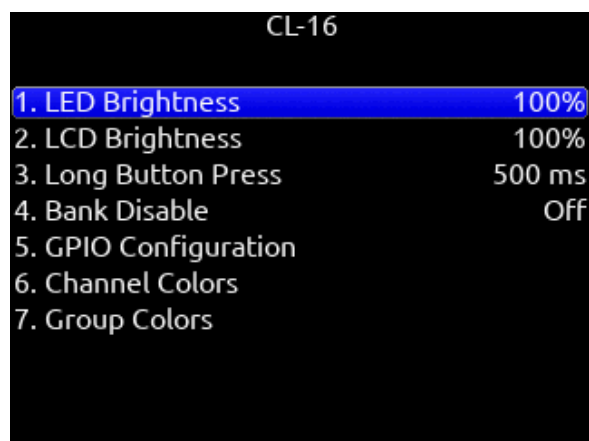 CL-16
1. LED Brightness 100%
2. LCD Brightness 100%
3. Long Button Press 500 ms
4. Bank Disable Off
5. GPIO Configuration
6. Channel Colors
7. Group Colors